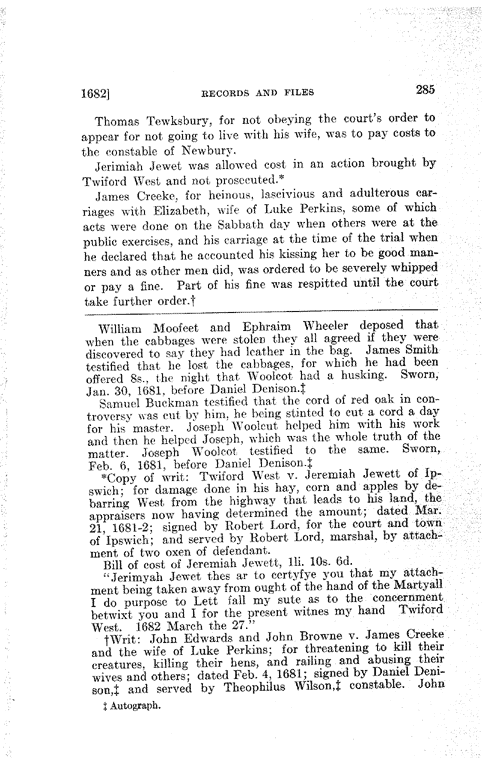 1682]
RECORDS AND FILES
285
Thomas Tewksbury, for not obeying the court's order to
appear for not going to live with his wife, was to pay costs to
the constable of Newbury.
Jerimiah Jewet was allowed cost in an action brought by
Twiford West and not prosecuted.*
James Creeke, for heinous, lascivious and adulterous car-
riages with Elizabeth, wife of Luke Perkins, some of which
acts were done on the Sabbath day when others were at the
public exercises, and his carriage at the time of the trial when
he declared that he accounted his kissing her to be good man-
ners and as other men did, was ordered to be severely whipped
or pay a fine. Part of his fine was respitted until the court
take further order.†
William Moofeet and Ephraim Wheeler deposed that
when the cabbages were stolen they all agreed if they were
discovered to say they had leather in the bag. James Smith
testified that he lost the cabbages, for which he had been
offered 8s., the night that Woolcot had a husking. Sworn,
Jan. 30, 1681, before Daniel Denison.‡
Samuel Buckman testified that the cord of red oak in con-
troversy was cut by him, he being stinted to cut a cord a day
for his master. Joseph Woolcut helped him with his work
and then he helped Joseph, which was the whole truth of the
matter. Joseph Woolcot testified to the same. Sworn,
Feb. 6, 1681, before Daniel Denison.‡
*Copy of writ: Twiford West v. Jeremiah Jewett of Ip-
swich; for damage done in his hay, corn and apples by de-
barring West from the highway that leads to his land, the
appraisers now having determined the amount; dated Mar.
21, 1681-2; signed by Robert Lord, for the court and town
of Ipswich; and served by Robert Lord, marshal, by attach-
ment of two oxen of defendant.
Bill of cost of Jeremiah Jewett, 1li. 10s. 6d.
"Jerimyah Jewet thes ar to certyfye you that my attach-
ment being taken away from ought of the hand of the Martyall
I do purpose to Lett fall my sute as to the concernment
betwixt you and I for the present witnes my hand Twiford
West. 1682 March the 27."
†Writ: John Edwards and John Browne v. James Creeke
and the wife of Luke Perkins; for threatening to kill their
creatures, killing their hens, and railing and abusing their
wives and others; dated Feb. 4, 1681; signed by Daniel Deni-
son,‡ and served by Theophilus Wilson,‡ constable. John
‡ Autograph.